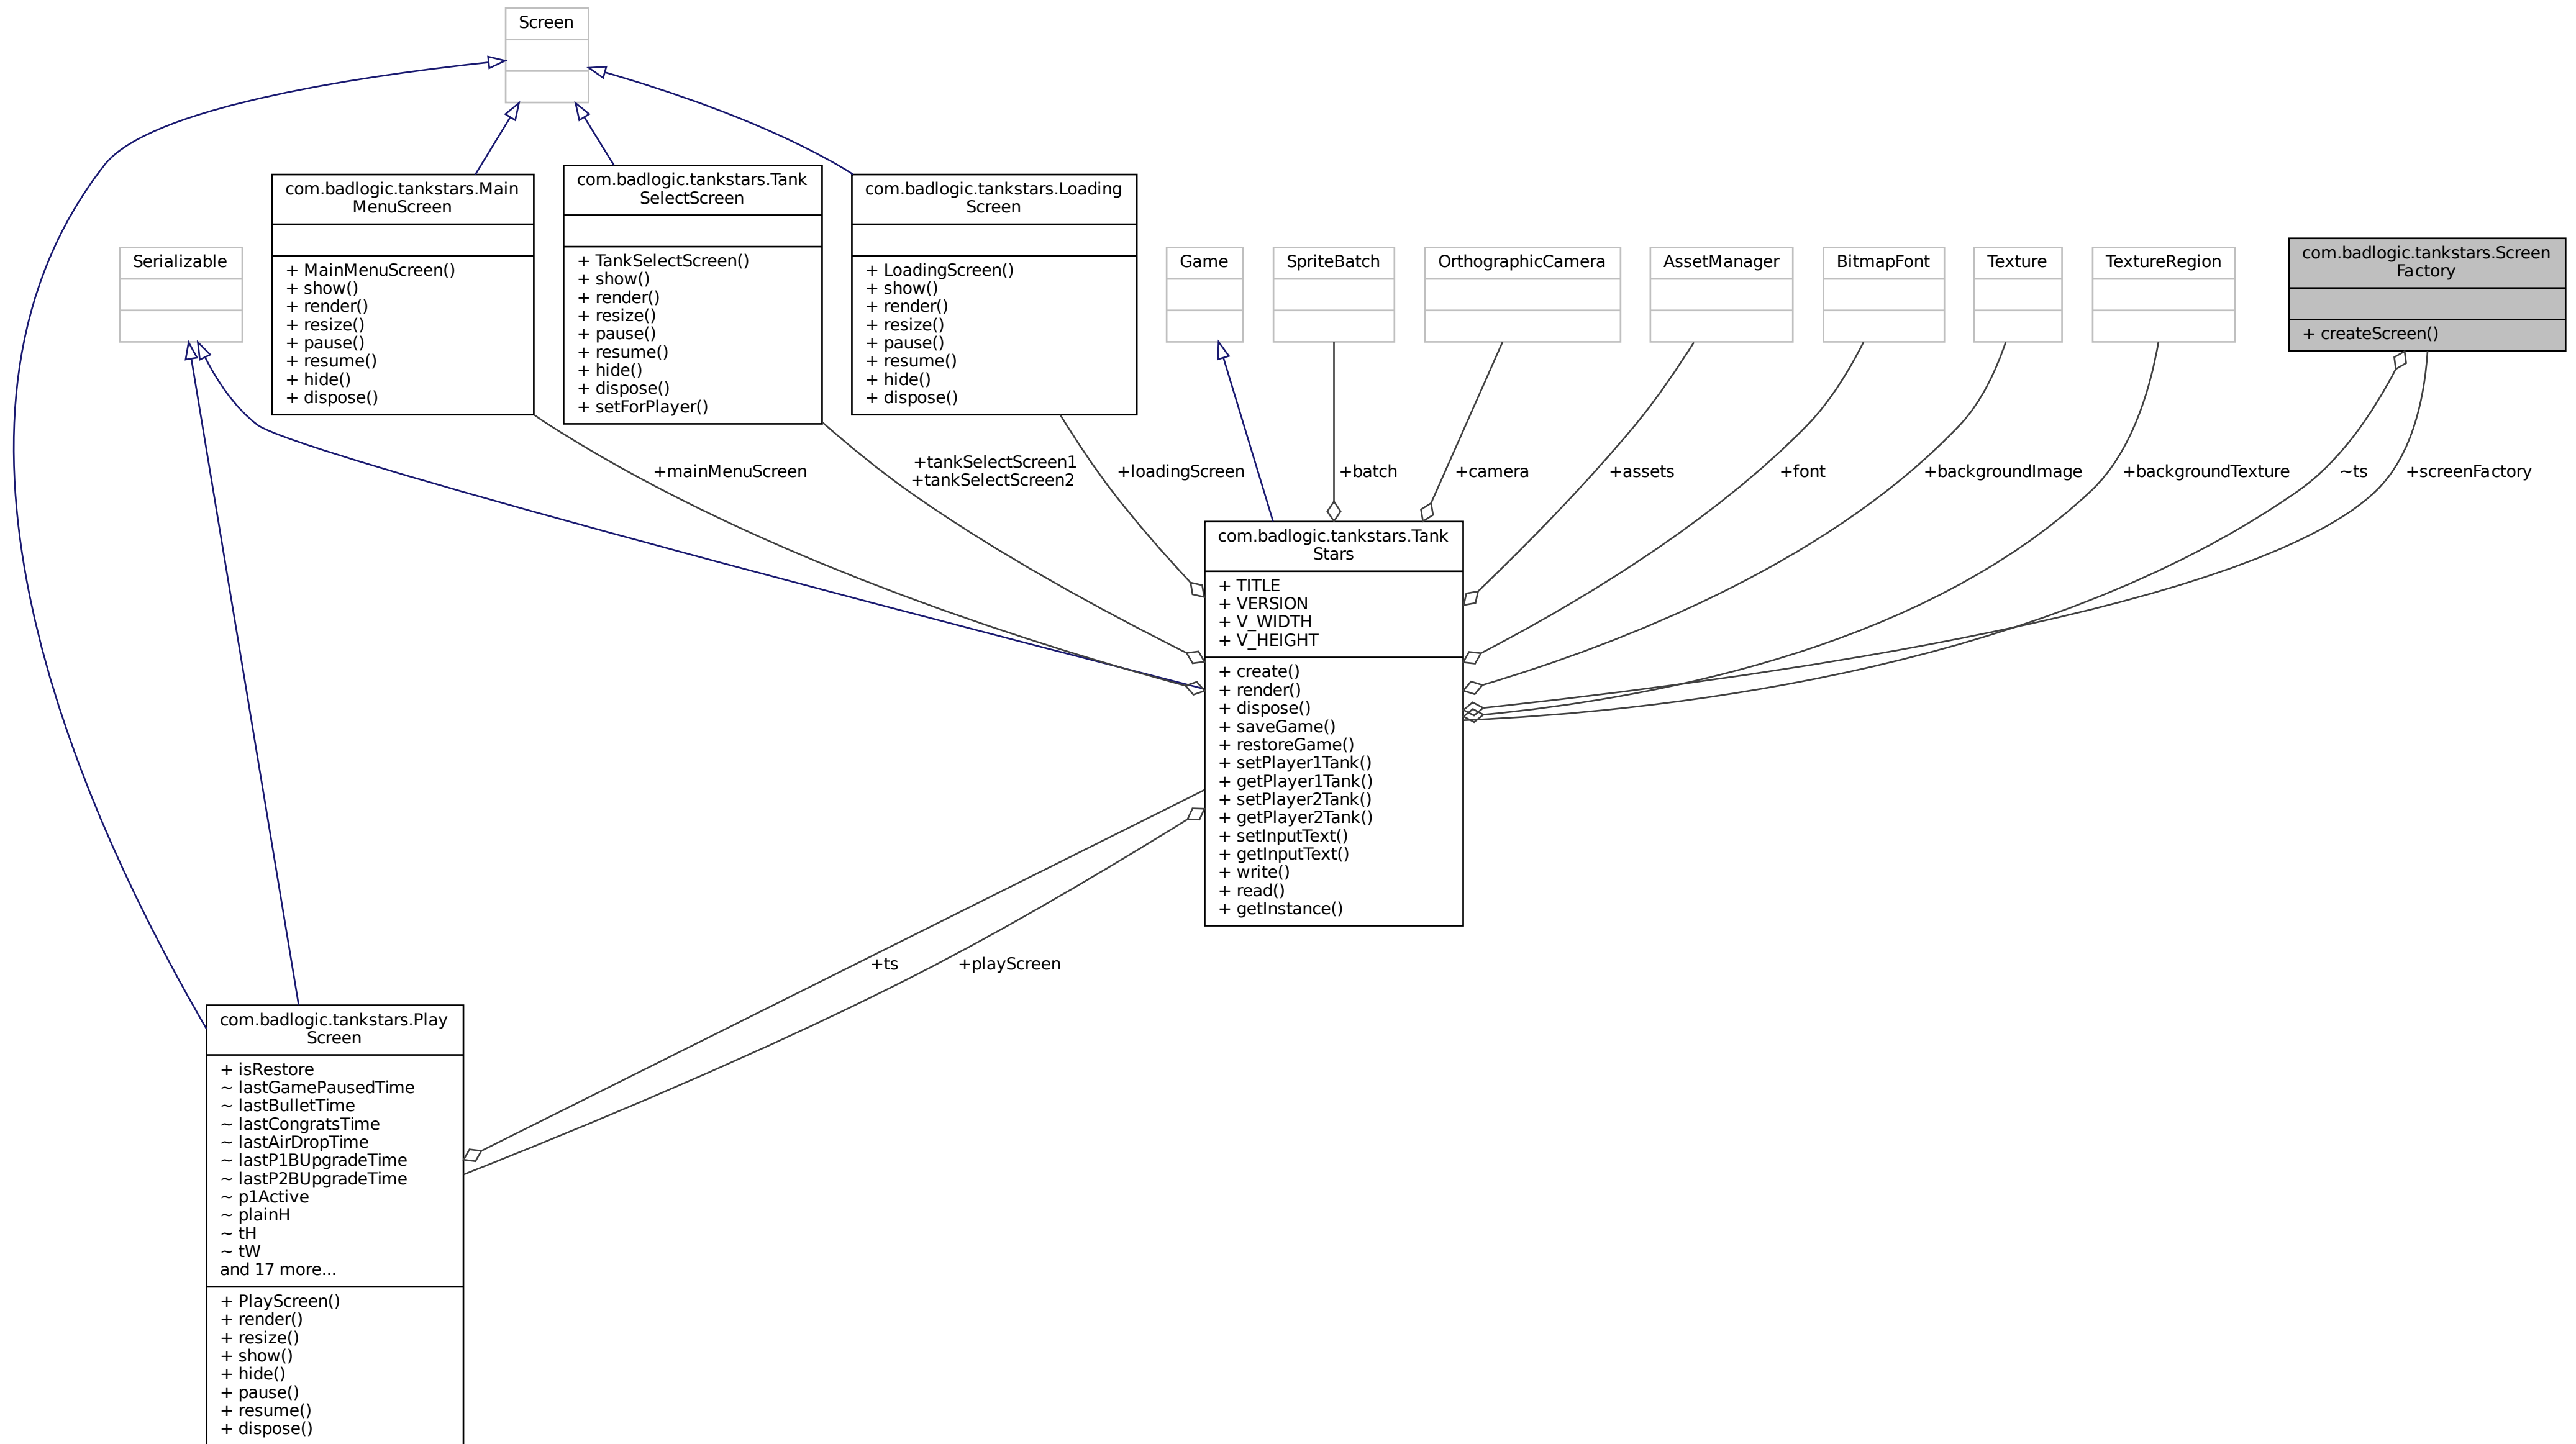 Screen
com.badlogic.tankstars.Main
MenuScreen
+ MainMenuScreen()
+ show()
+ render()
+ resize()
+ pause()
+ resume()
+ hide()
+ dispose()
com.badlogic.tankstars.Tank
SelectScreen
+ TankSelectScreen()
+ show()
+ render()
+ resize()
+ pause()
+ resume()
+ hide()
+ dispose()
+ setForPlayer()
com.badlogic.tankstars.Loading
Screen
+ LoadingScreen()
+ show()
+ render()
+ resize()
+ pause()
+ resume()
+ hide()
+ dispose()
Serializable
Game
SpriteBatch
OrthographicCamera
AssetManager
BitmapFont
Texture
TextureRegion
com.badlogic.tankstars.Screen
Factory
+ createScreen()
+mainMenuScreen
+tankSelectScreen1
+tankSelectScreen2
+loadingScreen
+batch
+camera
+assets
+font
+backgroundImage
+backgroundTexture
~ts
+screenFactory
com.badlogic.tankstars.Tank
Stars
+ TITLE
+ VERSION
+ V_WIDTH
+ V_HEIGHT
+ create()
+ render()
+ dispose()
+ saveGame()
+ restoreGame()
+ setPlayer1Tank()
+ getPlayer1Tank()
+ setPlayer2Tank()
+ getPlayer2Tank()
+ setInputText()
+ getInputText()
+ write()
+ read()
+ getInstance()
+ts
+playScreen
com.badlogic.tankstars.Play
Screen
+ isRestore
~ lastGamePausedTime
~ lastBulletTime
~ lastCongratsTime
~ lastAirDropTime
~ lastP1BUpgradeTime
~ lastP2BUpgradeTime
~ p1Active
~ plainH
~ tH
~ tW
and 17 more...
+ PlayScreen()
+ render()
+ resize()
+ show()
+ hide()
+ pause()
+ resume()
+ dispose()